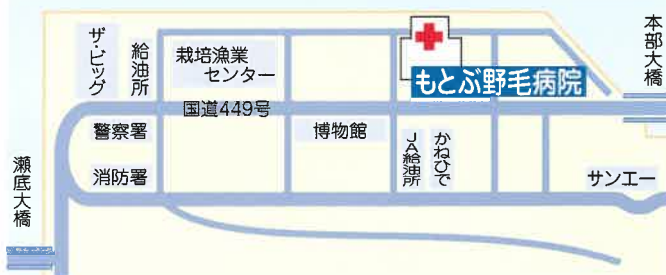 本部大橋
ザ・ビッグ
給油所
栽培漁業
センター
もとぶ野毛病院
国道449号
警察署
博物館
JA給油所
かねひで
瀬底大橋
消防署
サンエー